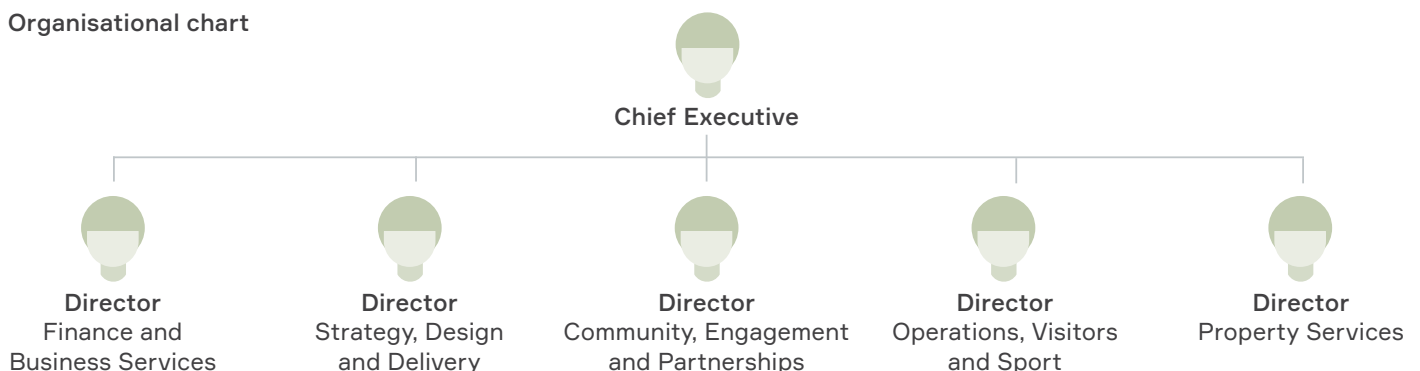 Organisational chart
Chief Executive
Director
Finance and
Business Services
Director
Strategy, Design
and Delivery
Director
Community, Engagement
and Partnerships
Director
Operations, Visitors
and Sport
Director
Property Services